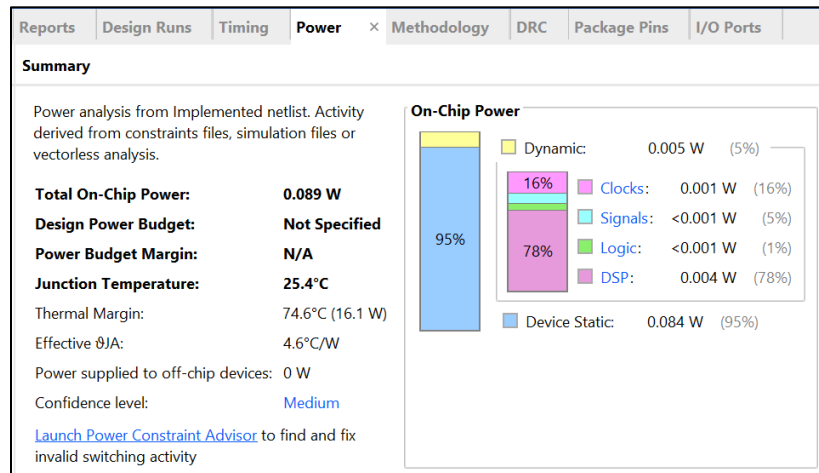 Reports Design Runs Timing Power × Methodology DRC Package Pins I/O Ports
Summary
Power analysis from Implemented netlist. Activity
derived from constraints files, simulation files or
vectorless analysis.
Total On-Chip Power: 0.089 W
Design Power Budget: Not Specified
Power Budget Margin: N/A
Junction Temperature: 25.4°C
Thermal Margin: 74.6°C (16.1 W)
Effective ϑJA: 4.6°C/W
Power supplied to off-chip devices: 0 W
Confidence level: Medium
Launch Power Constraint Advisor to find and fix
invalid switching activity
On-Chip Power
95%
Dynamic: 0.005 W (5%)
16%
78%
Clocks: 0.001 W (16%)
Signals: <0.001 W (5%)
Logic: <0.001 W (1%)
DSP: 0.004 W (78%)
Device Static: 0.084 W (95%)